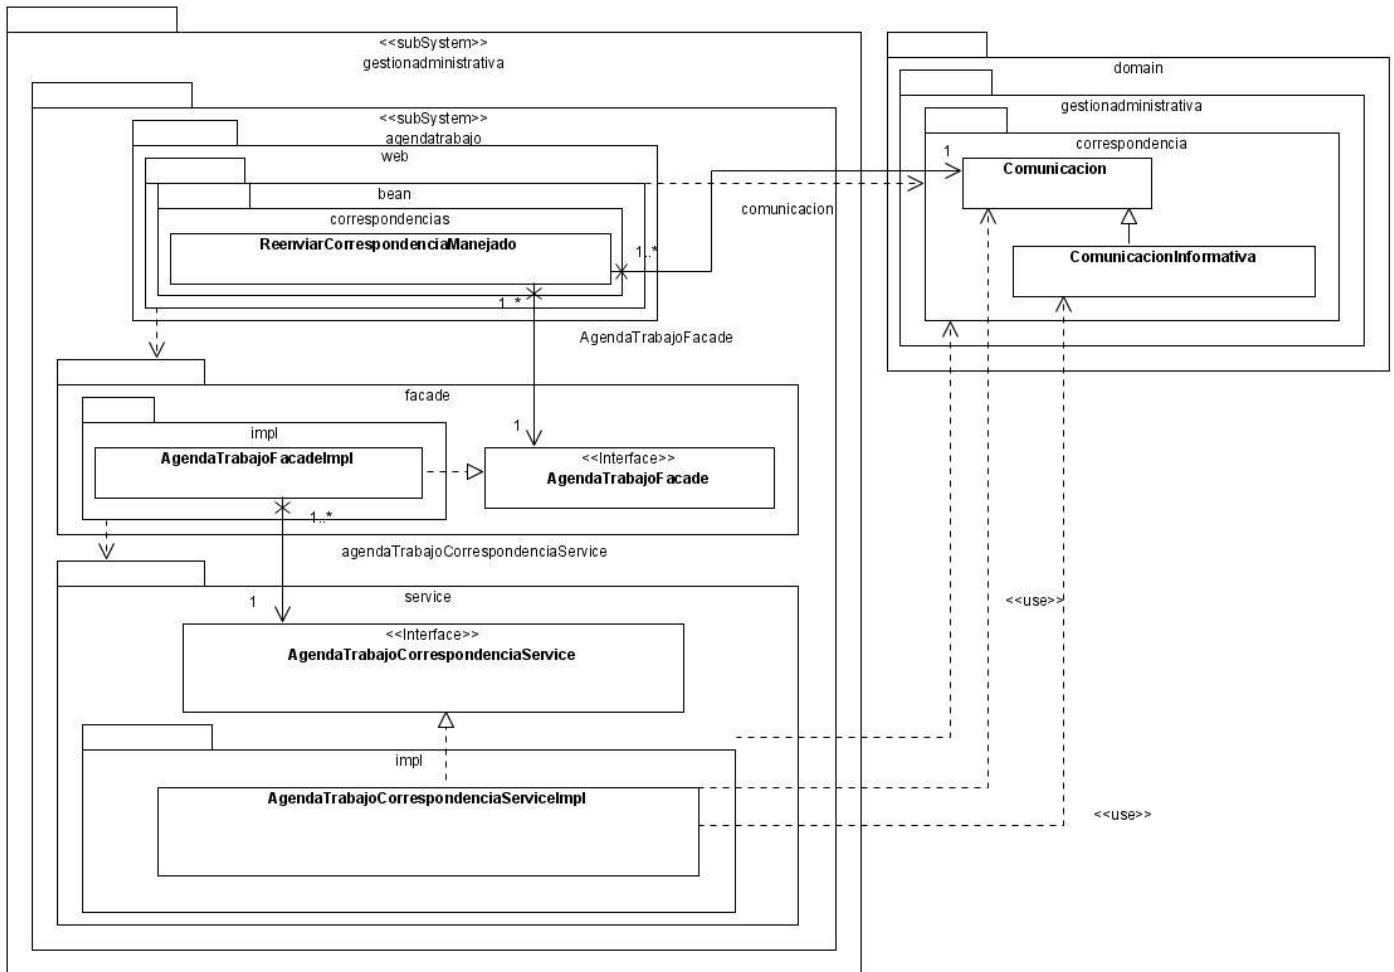 <<subSystem>>
gestionadministrativa
<<subSystem>>
agendatrabajo
web
bean
correspondencias
ReenviarCorrespondenciaManejado
1..*
1..*
AgendaTrabajoFacade
comunicacion
domain
gestionadministrativa
correspondencia
1
Comunicacion
ComunicacionInformativa
facade
impl
AgendaTrabajoFacadeImpl
1
<<Interface>>
AgendaTrabajoFacade
1..*
agendaTrabajoCorrespondenciaService
service
1
<<Interface>>
AgendaTrabajoCorrespondenciaService
impl
AgendaTrabajoCorrespondenciaServiceImpl
<<use>>
<<use>>